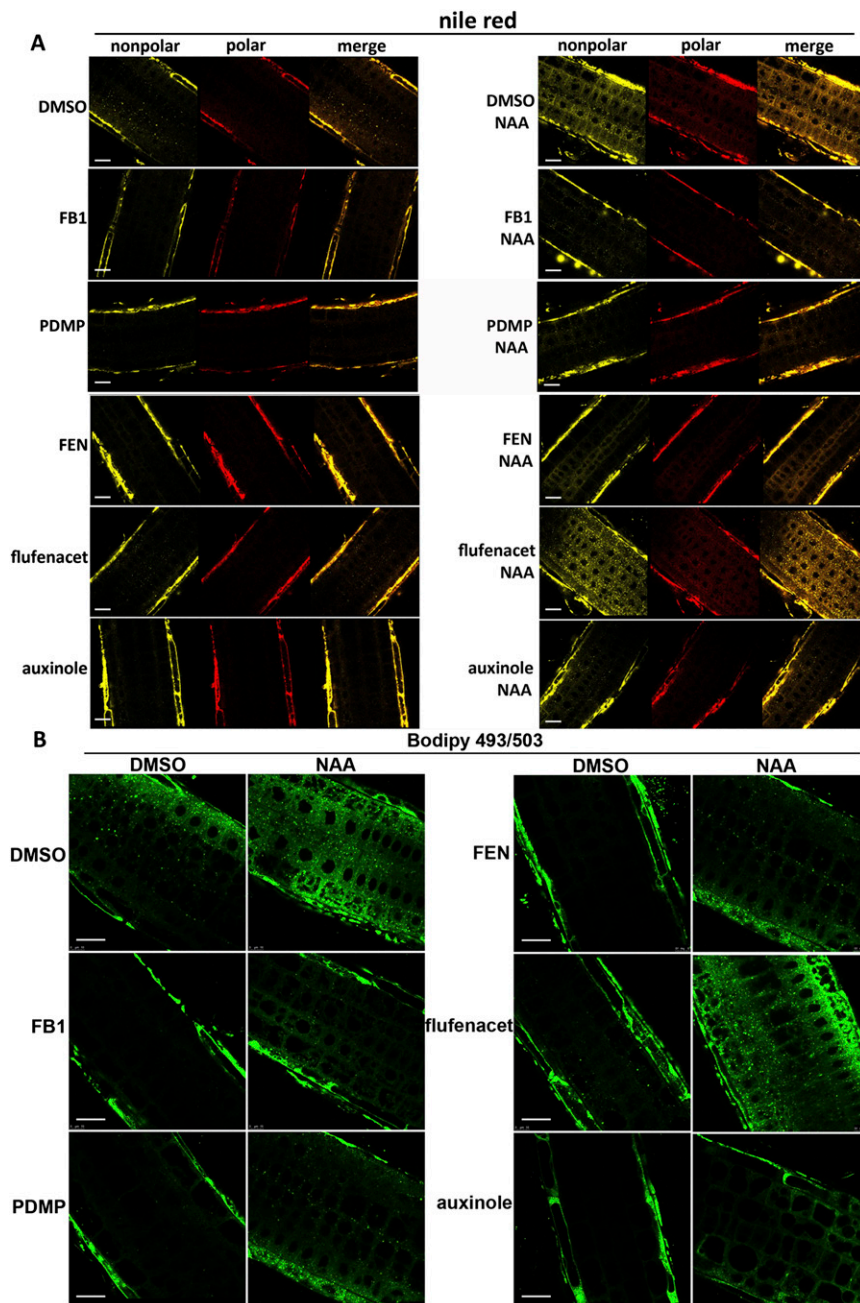 nile red
A
nonpolar polar merge
nonpolar polar merge
DMSO
DMSO
NAA
FB1
FB1
NAA
PDMP
PDMP
NAA
FEN
FEN
NAA
flufenacet
flufenacet
NAA
auxinole
auxinole
NAA
B
Bodipy 493/503
DMSO NAA
DMSO NAA
DMSO
FEN
FB1
flufenacet
PDMP
auxinole